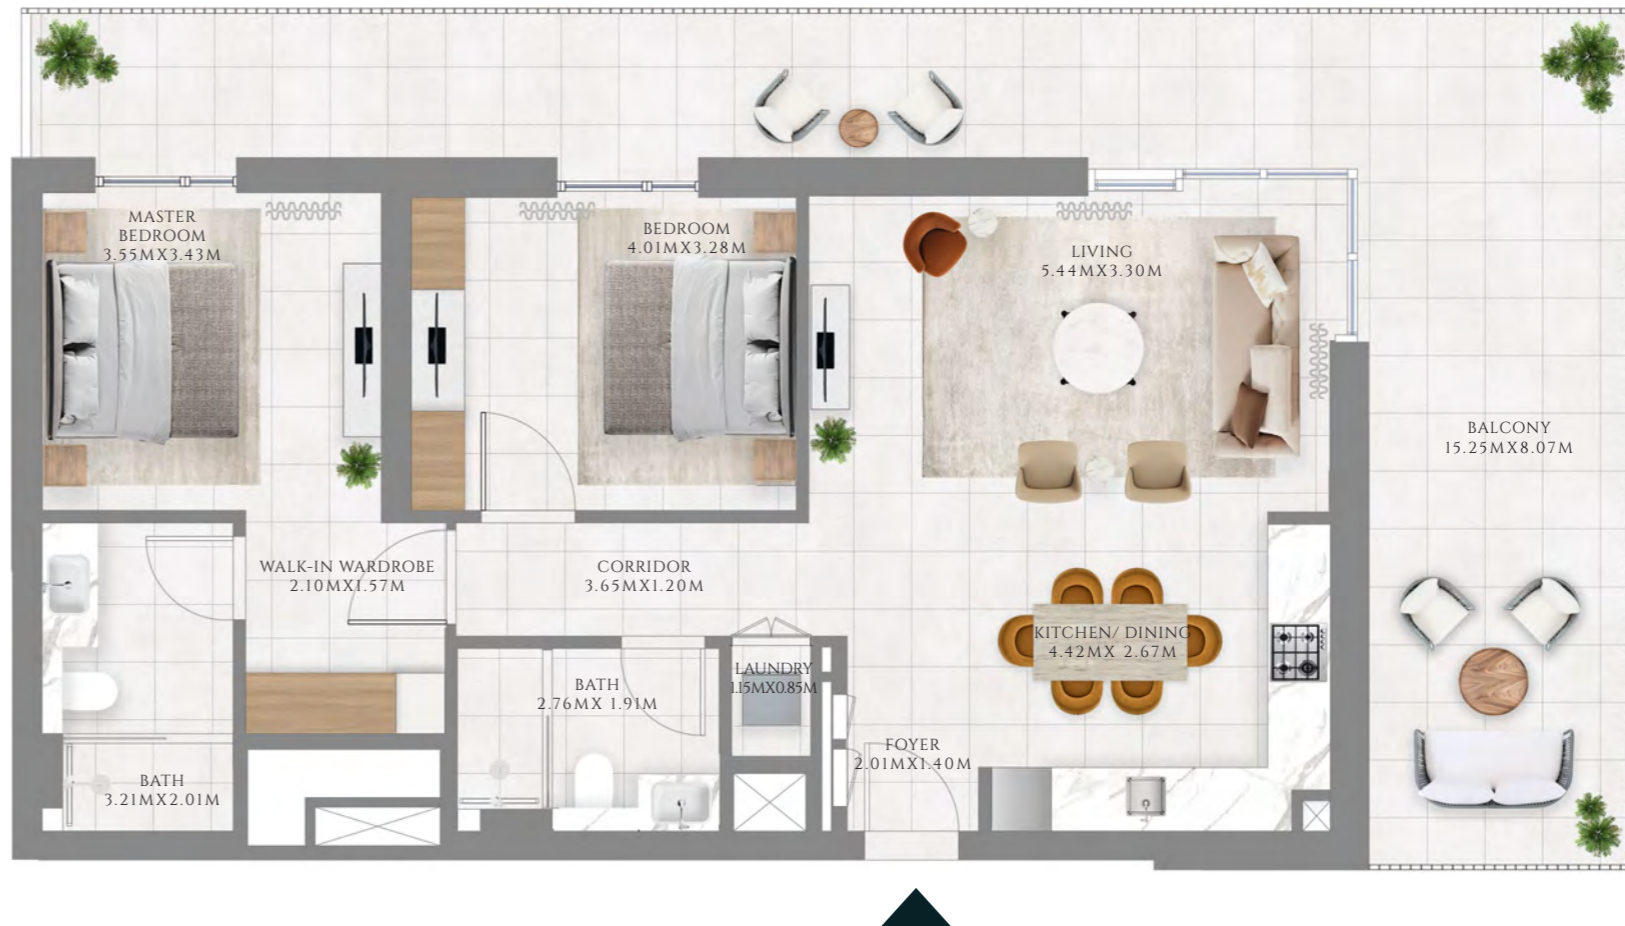 MASTER
BEDROOM
3.55MX3.43M
BEDROOM
4.01MX3.28M
LIVING
5.44MX3.30M
BALCONY
15.25MX8.07M
WALK-IN WARDROBE
2.10MX1.57M
CORRIDOR
3.65MX1.20M
KITCHEN/ DINING
4.42MX 2.67M
LAUNDRY
1.15MX0.85M
BATH
2.76MX 1.91M
FOYER
2.01MX1.40M
BATH
3.21MX2.01M